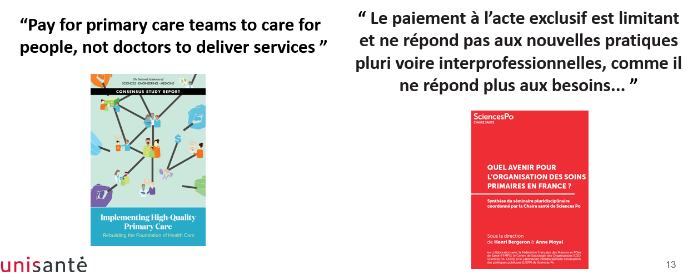 “Pay for primary care teams to care for
people, not doctors to deliver services ”
“ Le paiement à l’acte exclusif est limitant
et ne répond pas aux nouvelles pratiques
pluri voire interprofessionnelles, comme il
ne répond plus aux besoins... ”
The National Academies of
SCIENCES ENGINEERING MEDICINE
CONSENSUS STUDY REPORT
Implementing High-Quality
Primary Care
Rebuilding the Foundation of Health Care
SciencesPo
CHAIRE SANTÉ
QUEL AVENIR POUR
L’ORGANISATION DES SOINS
PRIMAIRES EN FRANCE ?
Synthèse de séminaire pluridisciplinaire
coordonné par la Chaire santé de Sciences Po
Sous la direction
de Henri Bergeron & Anne Moyal
unisanté
13